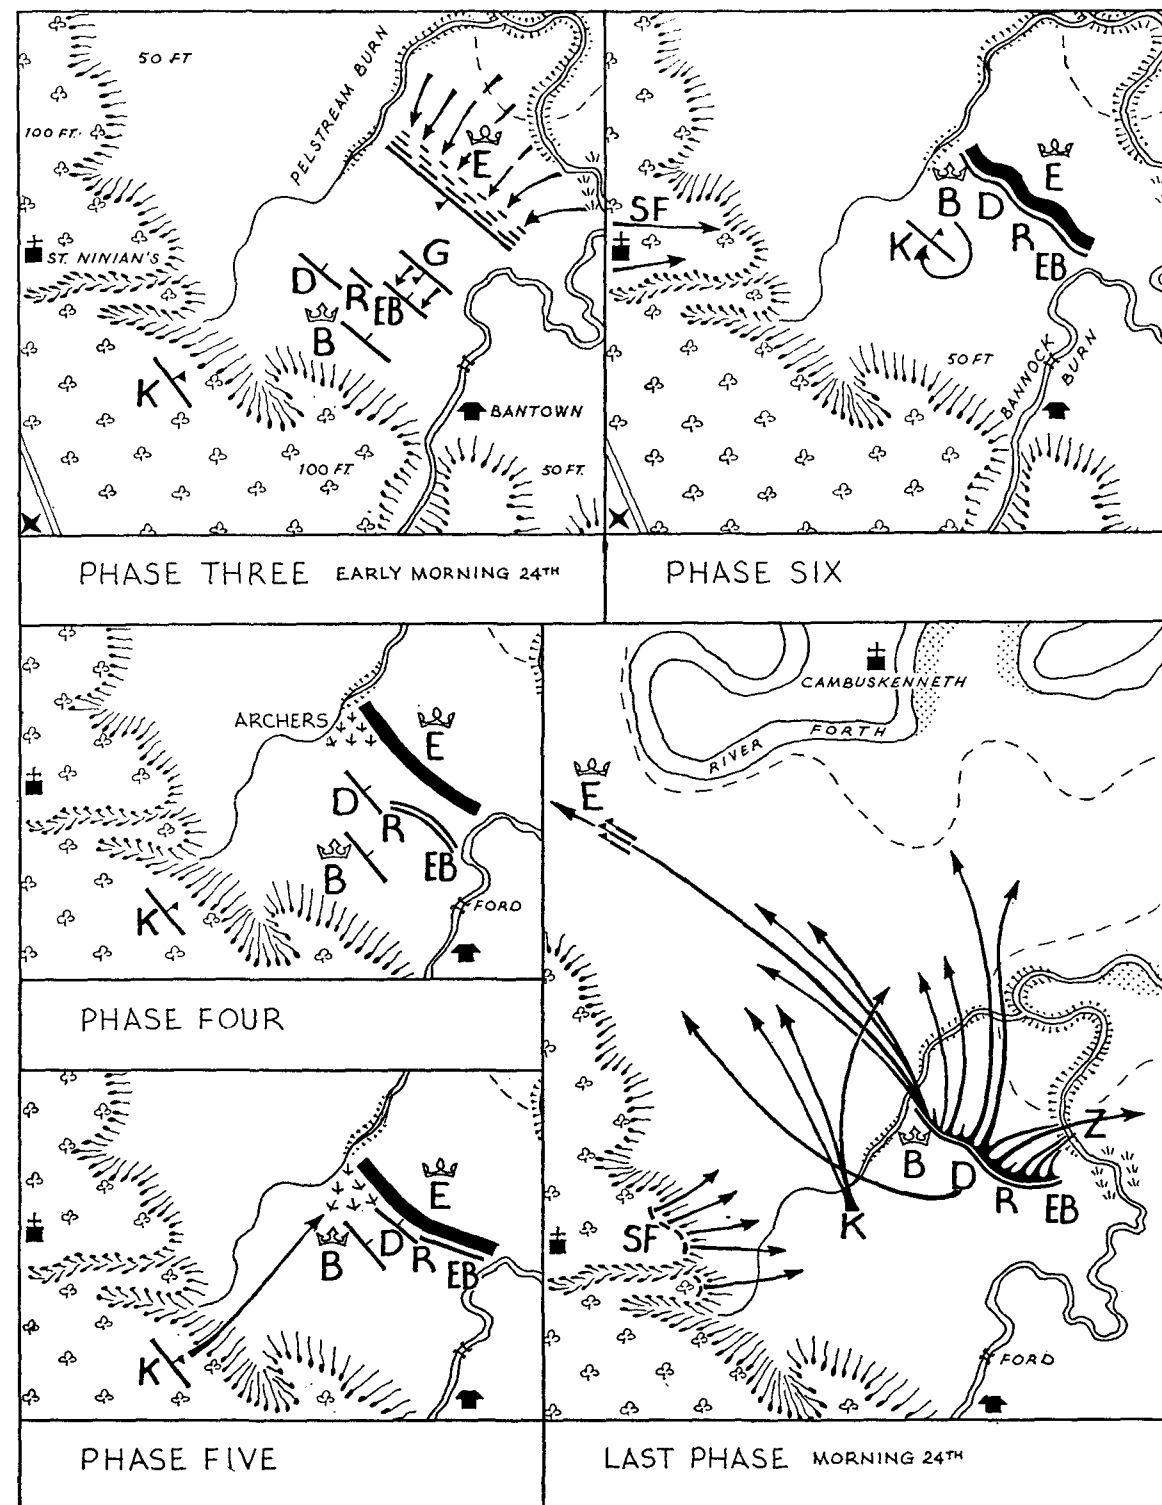 50 FT
PELSTREAM BURN
100 FT.
E
ST. NINIAN'S
G
D
R
EB
B
K
BANTOWN
100 FT
50 FT.
PHASE THREE EARLY MORNING 24TH
SF
E
B
D
R
K
EB
50 FT
BANNOCK
BURN
PHASE SIX
ARCHERS
E
D
R
B
EB
K
FORD
PHASE FOUR
E
B
D
R
EB
K
PHASE FIVE
CAMBUSKENNETH
RIVER FORTH
E
Z
B
D
R
EB
K
SF
FORD
LAST PHASE MORNING 24TH